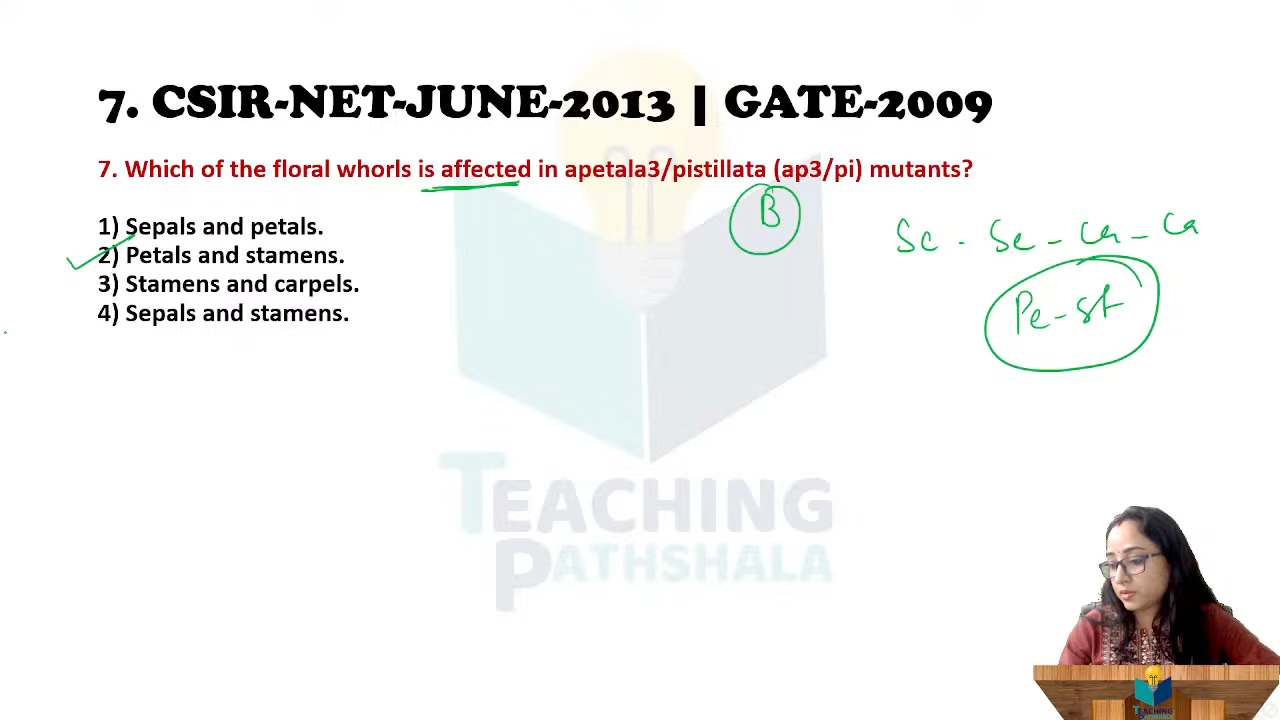 7. CSIR-NET-JUNE-2013 | GATE-2009
7. Which of the floral whorls is affected in apetala3/pistillata (ap3/pi) mutants?
B
1) Sepals and petals.
2) Petals and stamens.
3) Stamens and carpels.
4) Sepals and stamens.
Se - Se - Ca - Ca
Pe - St
TEACHING
PATHSHALA
TEACHING
PATHSHALA